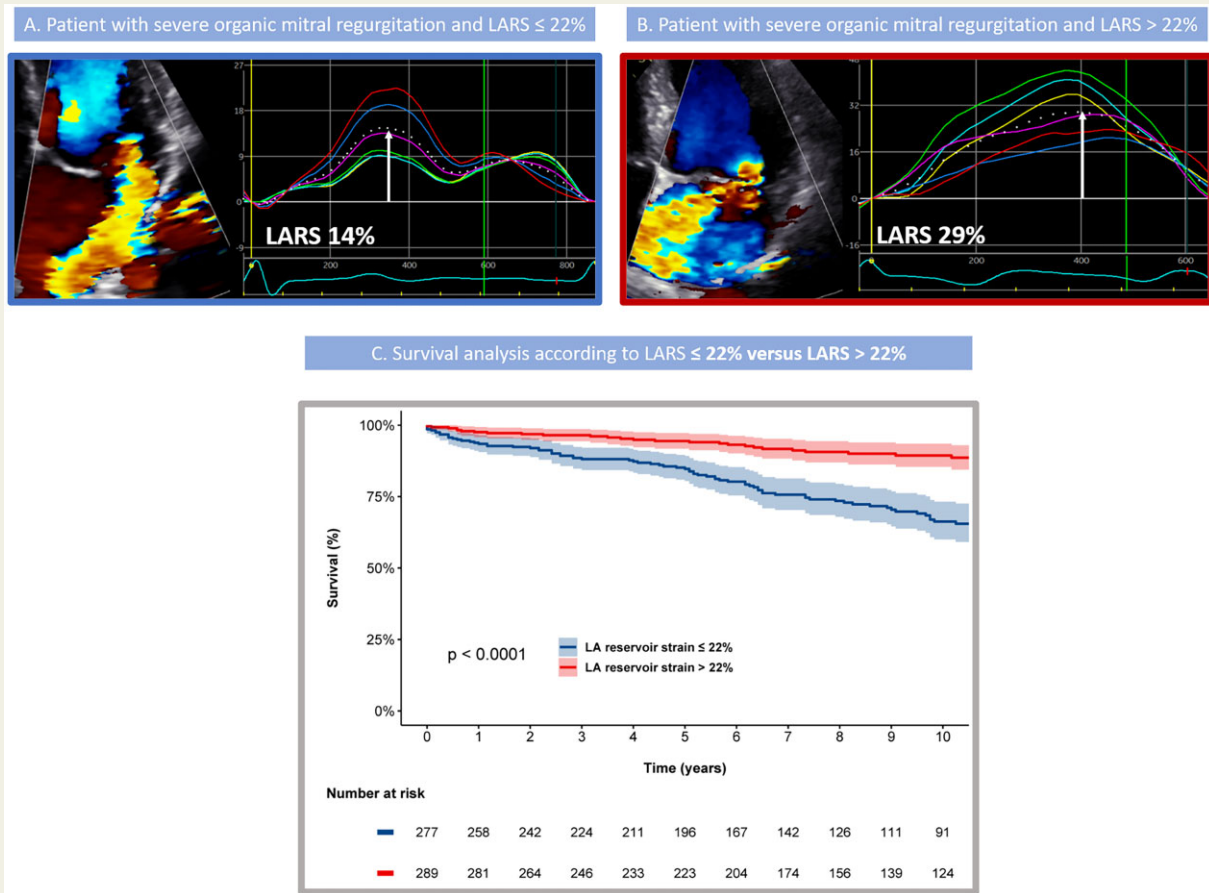 A. Patient with severe organic mitral regurgitation and LARS ≤ 22%
B. Patient with severe organic mitral regurgitation and LARS > 22%
27
18
9
0
-9
0
200
400
600
800
LARS 14%
48
32
16
0
-16
0
200
400
600
LARS 29%
C. Survival analysis according to LARS ≤ 22% versus LARS > 22%
Survival (%)
100%
75%
50%
25%
0%
p < 0.0001
LA reservoir strain ≤ 22%
LA reservoir strain > 22%
0 1 2 3 4 5 6 7 8 9 10
Time (years)
Number at risk
277 258 242 224 211 196 167 142 126 111 91
289 281 264 246 233 223 204 174 156 139 124